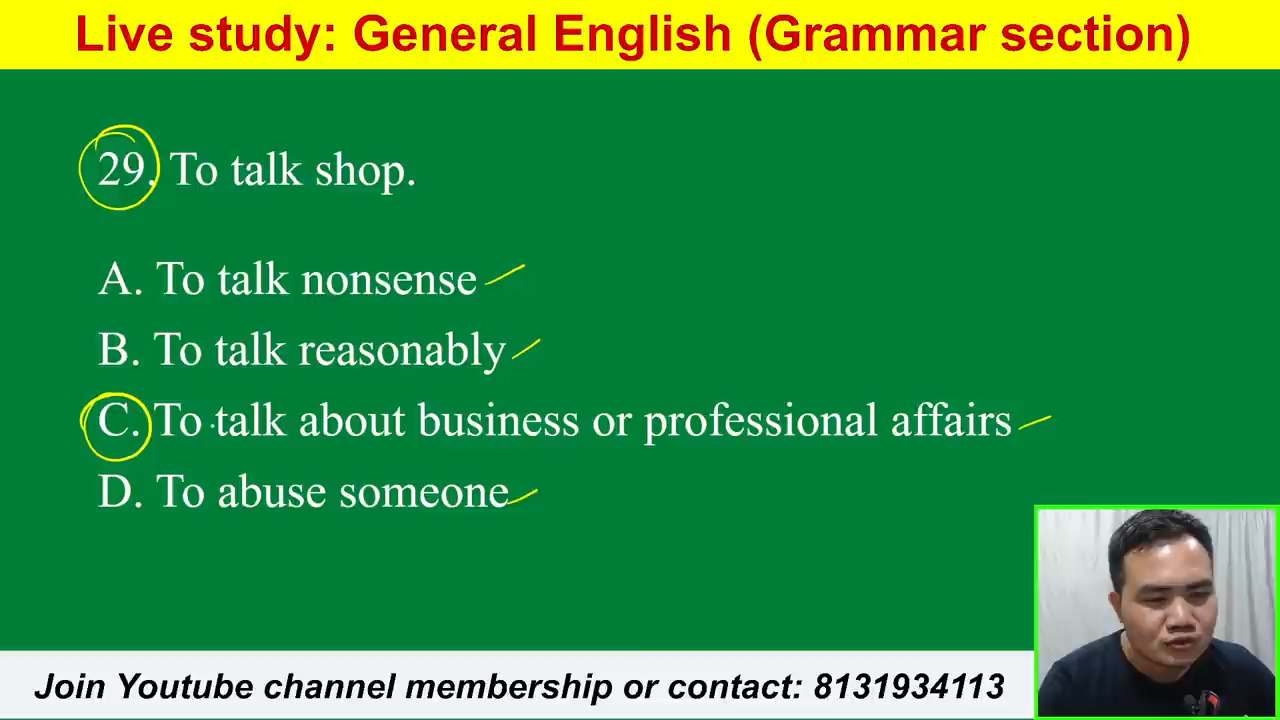 Live study: General English (Grammar section)
29. To talk shop.
A. To talk nonsense
B. To talk reasonably
C. To talk about business or professional affairs
D. To abuse someone
Join Youtube channel membership or contact: 8131934113